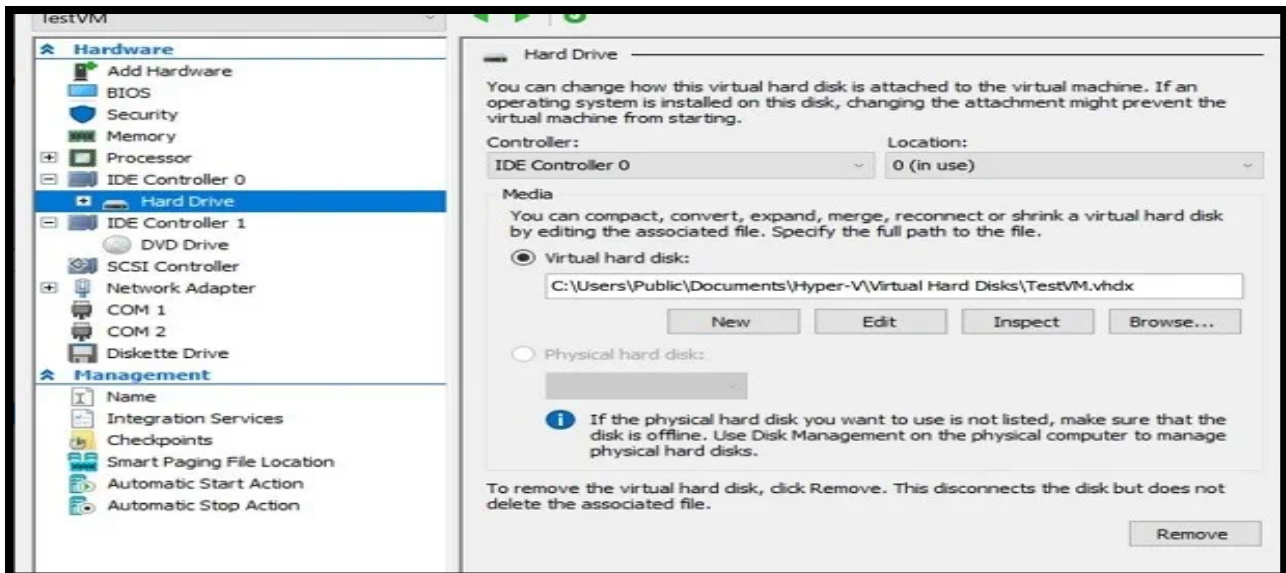 TestVM
Hardware
Add Hardware
BIOS
Security
Memory
Processor
IDE Controller 0
Hard Drive
IDE Controller 1
DVD Drive
SCSI Controller
Network Adapter
COM 1
COM 2
Diskette Drive
Management
Name
Integration Services
Checkpoints
Smart Paging File Location
Automatic Start Action
Automatic Stop Action
Hard Drive
You can change how this virtual hard disk is attached to the virtual machine. If an
operating system is installed on this disk, changing the attachment might prevent the
virtual machine from starting.
Controller:
Location:
IDE Controller 0
0 (in use)
Media
You can compact, convert, expand, merge, reconnect or shrink a virtual hard disk
by editing the associated file. Specify the full path to the file.
Virtual hard disk:
C:\Users\Public\Documents\Hyper-V\Virtual Hard Disks\TestVM.vhdx
New
Edit
Inspect
Browse...
Physical hard disk:
If the physical hard disk you want to use is not listed, make sure that the
disk is offline. Use Disk Management on the physical computer to manage
physical hard disks.
To remove the virtual hard disk, click Remove. This disconnects the disk but does not
delete the associated file.
Remove